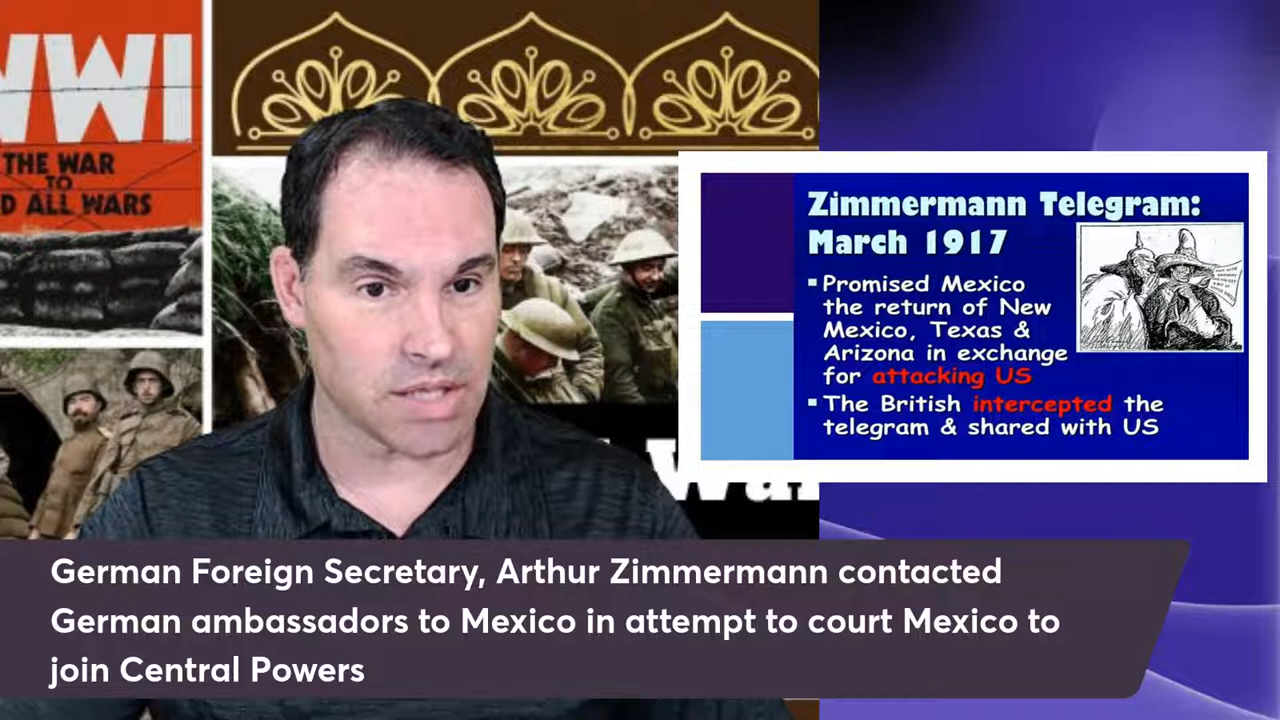 WWI
THE WAR
TO
D ALL WARS
Zimmermann Telegram:
March 1917
Promised Mexico
the return of New
Mexico, Texas &
Arizona in exchange
for attacking US
The British intercepted the
telegram & shared with US
War
German Foreign Secretary, Arthur Zimmermann contacted
German ambassadors to Mexico in attempt to court Mexico to
join Central Powers